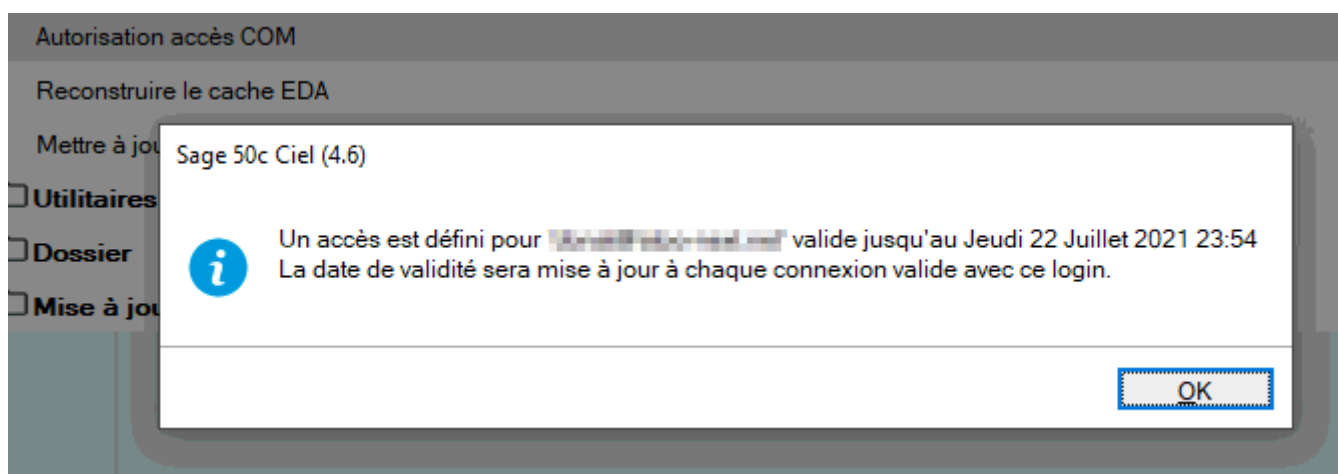 Autorisation accès COM
Reconstruire le cache EDA
Mettre à jou
Sage 50c Ciel (4.6)
Utilitaires
Un accès est défini pour valide jusqu'au Jeudi 22 Juillet 2021 23:54
Dossier
La date de validité sera mise à jour à chaque connexion valide avec ce login.
Mise à jou
OK